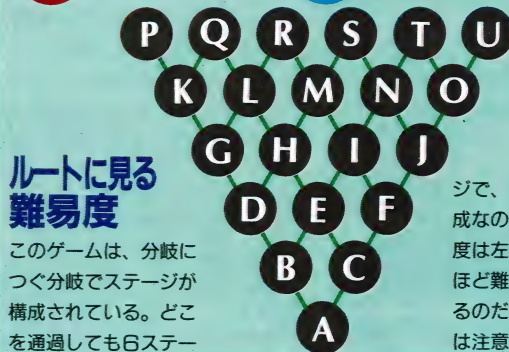 P Q R S T U
K L M N O
G H I J
D E F
B C
A
ルートに見る
難易度
このゲームは、分岐に
つぐ分岐でステージが
構成されている。どこ
を通過しても6ステー
ジで、
成なの
度は左
ほど難
るのだ
は注意